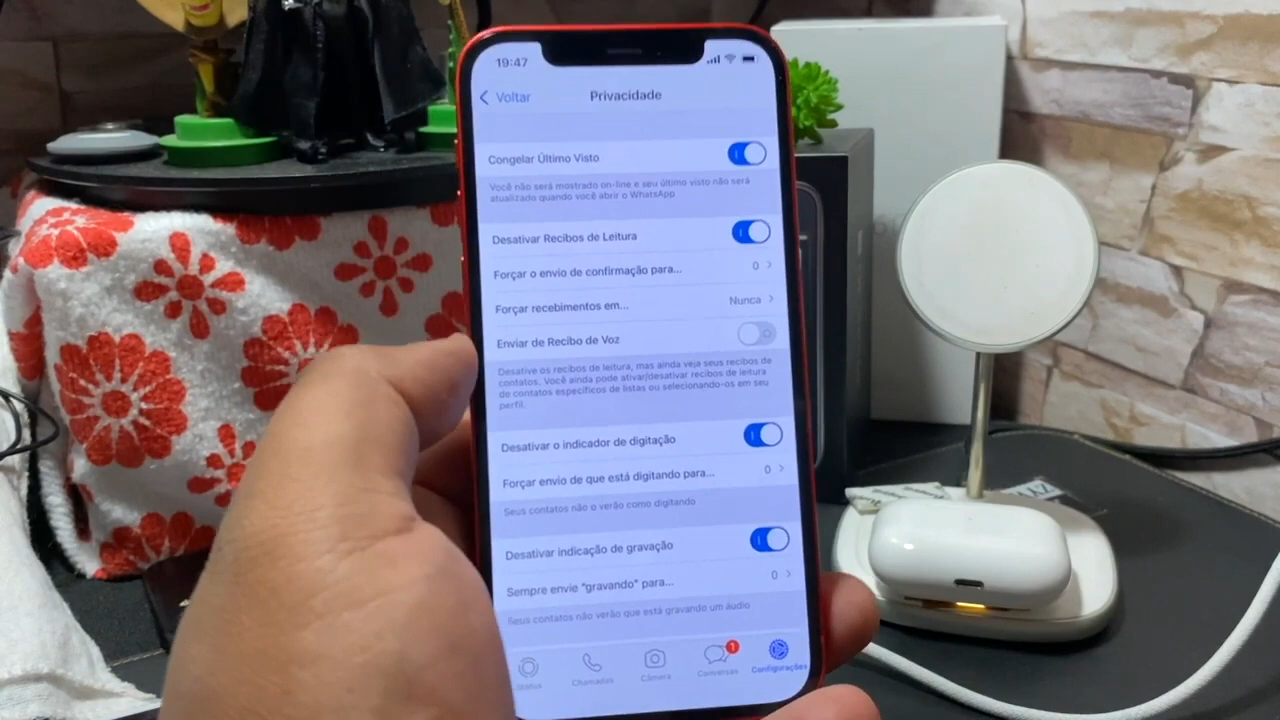 19:47
Voltar
Privacidade
Congelar Último Visto
Você não será mostrado on-line e seu último visto não será
atualizado quando você abrir o WhatsApp
Desativar Recibos de Leitura
Forçar o envio de confirmação para... 0
Forçar recebimentos em... Nunca
Enviar de Recibo de Voz
Desative os recibos de leitura, mas ainda veja seus recibos de
contatos. Você ainda pode ativar/desativar recibos de leitura
de contatos específicos de listas ou selecionando-os em seu
perfil.
Desativar o indicador de digitação
Forçar envio de que está digitando para... 0
Seus contatos não o verão como digitando
Desativar indicação de gravação
Sempre envie "gravando" para... 0
Seus contatos não verão que está gravando um áudio
1
Status
Chamadas
Câmera
Conversas
Configurações